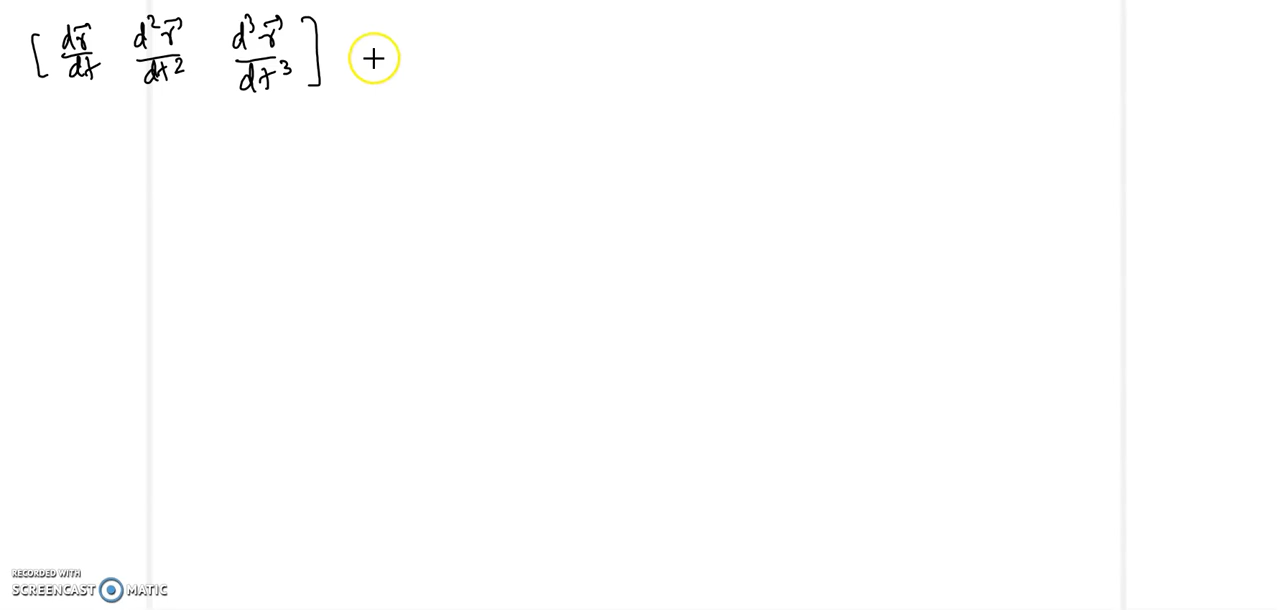 [ dr⃗/dt d²r⃗/dt² d³r⃗/dt³ ]
RECORDED WITH
SCREENCAST MATIC